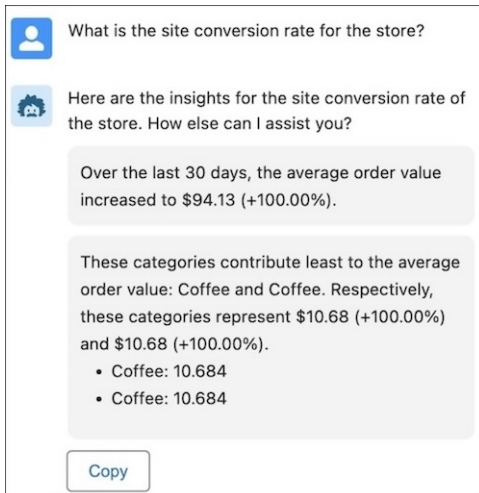 What is the site conversion rate for the store?
Here are the insights for the site conversion rate of
the store. How else can I assist you?
Over the last 30 days, the average order value
increased to $94.13 (+100.00%).
These categories contribute least to the average
order value: Coffee and Coffee. Respectively,
these categories represent $10.68 (+100.00%)
and $10.68 (+100.00%).
• Coffee: 10.684
• Coffee: 10.684
Copy